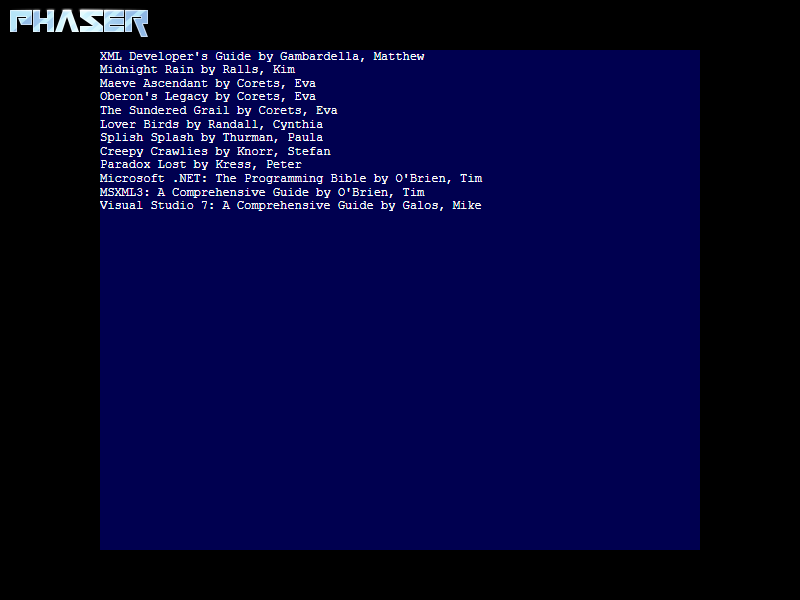 PHASER
XML Developer's Guide by Gambardella, Matthew
Midnight Rain by Ralls, Kim
Maeve Ascendant by Corets, Eva
Oberon's Legacy by Corets, Eva
The Sundered Grail by Corets, Eva
Lover Birds by Randall, Cynthia
Splish Splash by Thurman, Paula
Creepy Crawlies by Knorr, Stefan
Paradox Lost by Kress, Peter
Microsoft .NET: The Programming Bible by O'Brien, Tim
MSXML3: A Comprehensive Guide by O'Brien, Tim
Visual Studio 7: A Comprehensive Guide by Galos, Mike